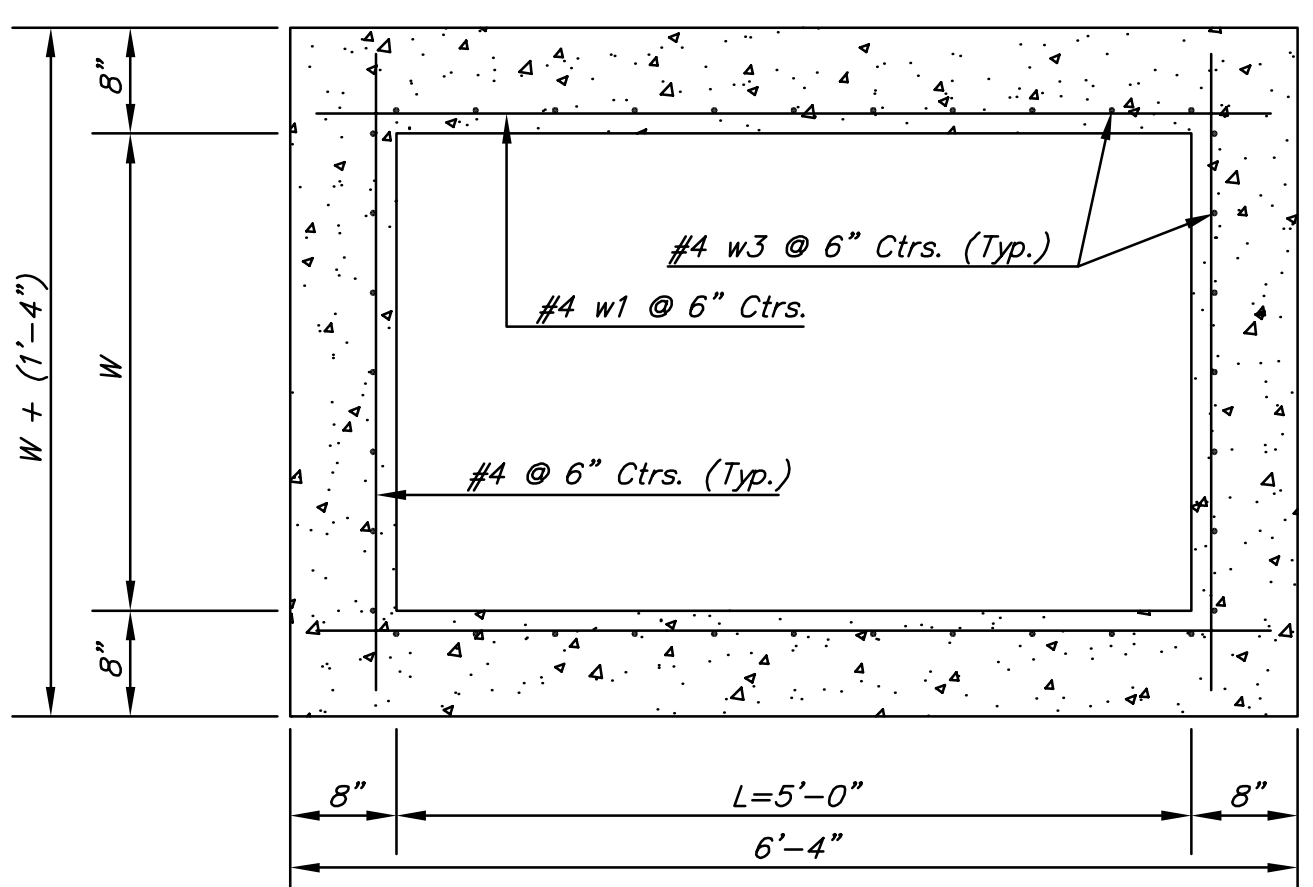 8"
W + (1'-4")
W
8"
#4 w3 @ 6" Ctrs. (Typ.)
#4 w1 @ 6" Ctrs.
#4 @ 6" Ctrs. (Typ.)
8"
L=5'-0"
8"
6'-4"